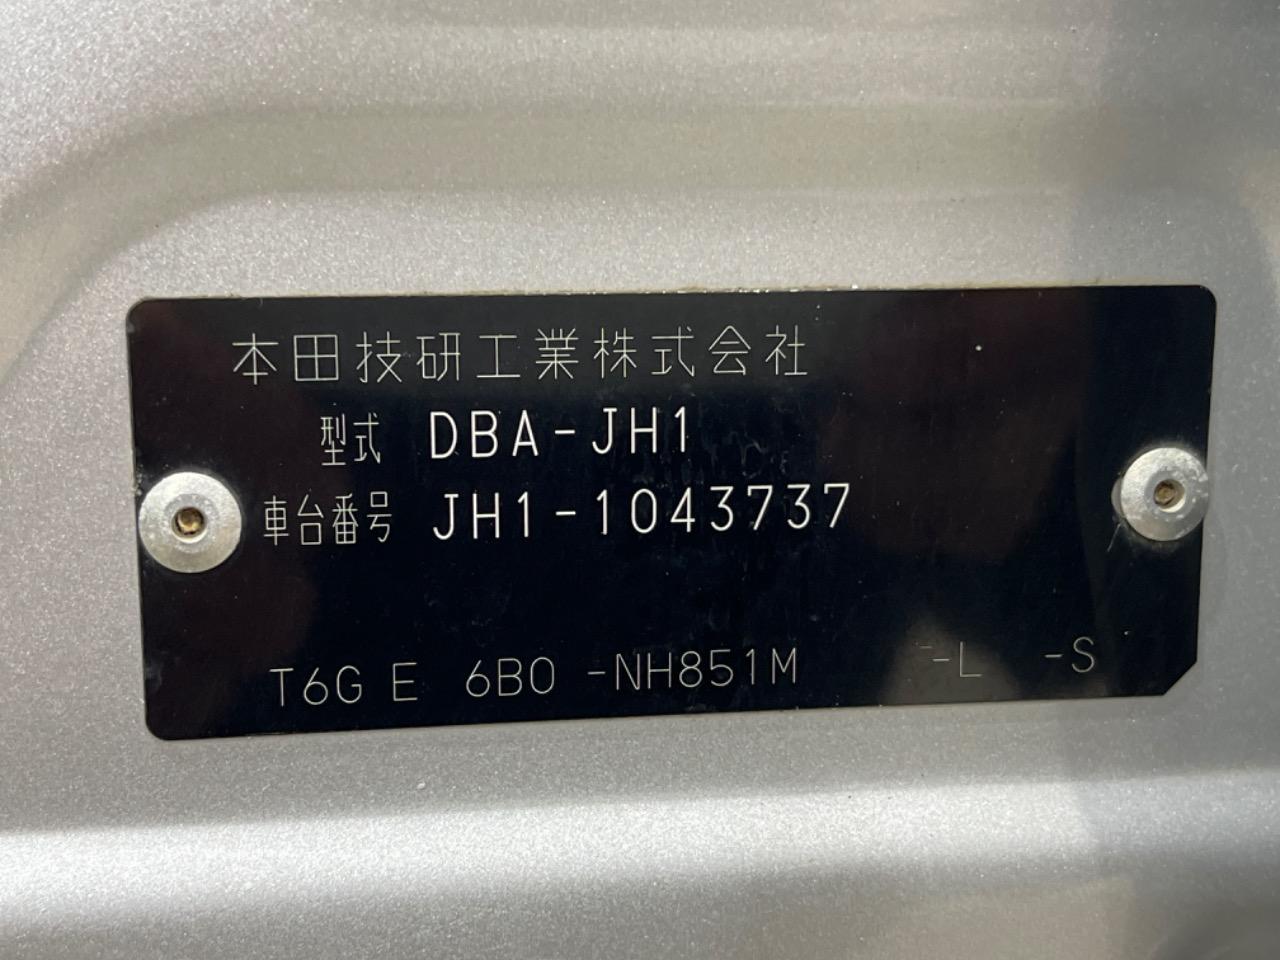 本田技研工業株式会社
型式 DBA-JH1
車台番号 JH1-1043737
T6G E 6B0 -NH851M -L -S